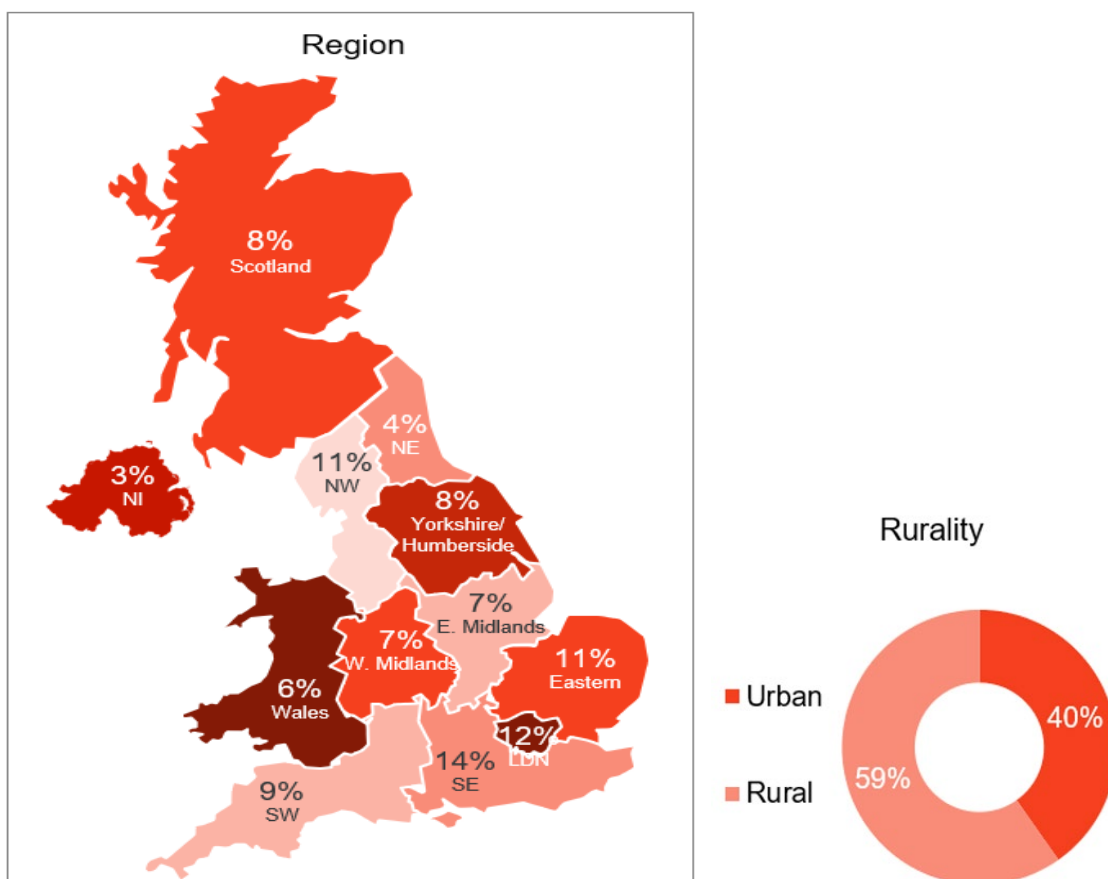 Region
8%
Scotland
4%
NE
11%
NW
3%
NI
8%
Yorkshire/
Humberside
7%
E. Midlands
7%
W. Midlands
11%
Eastern
6%
Wales
12%
LDN
14%
SE
9%
SW
Rurality
Urban
Rural
40%
59%